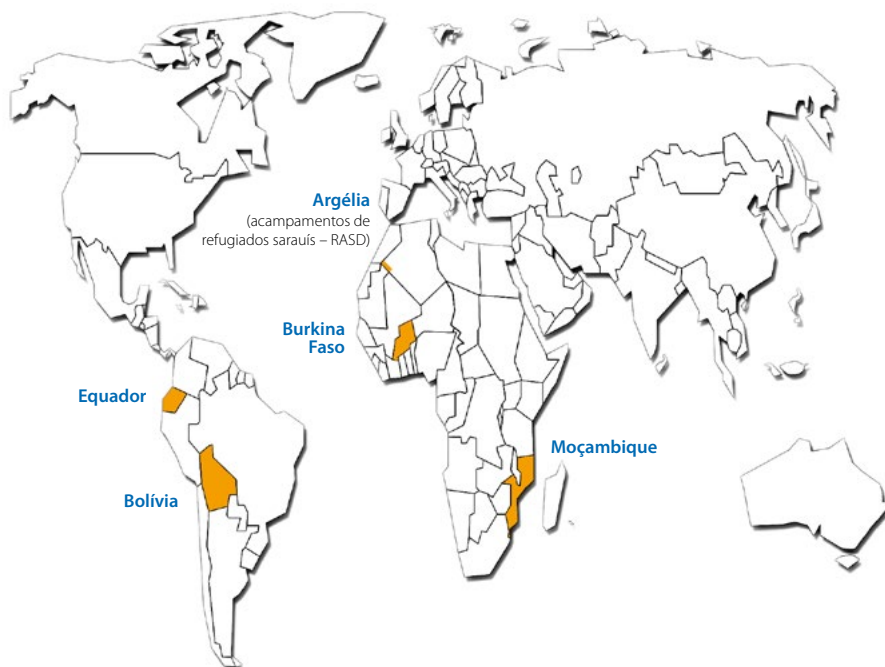 Argélia
(acampamentos de
refugiados sarauís – RASD)
Burkina
Faso
Equador
Moçambique
Bolívia